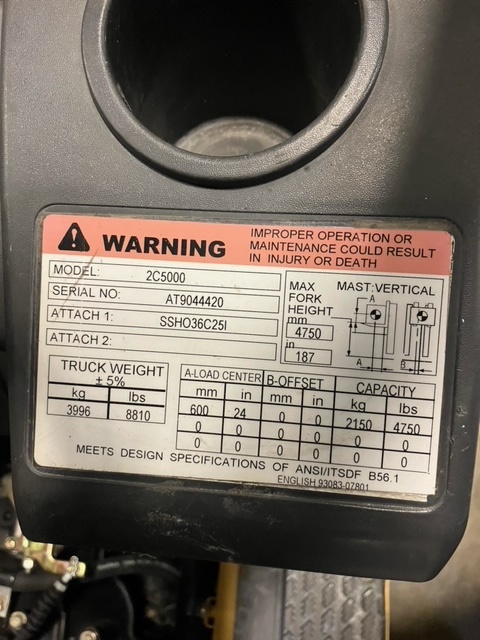 WARNING
IMPROPER OPERATION OR
MAINTENANCE COULD RESULT
IN INJURY OR DEATH
MODEL: 2C5000
SERIAL NO: AT9044420
ATTACH 1: SSHO36C25I
ATTACH 2:
MAX FORK HEIGHT
mm
4750
in
187
MAST:VERTICAL
A
A B
TRUCK WEIGHT
± 5%
kg lbs
3996 8810
A-LOAD CENTER B-OFFSET CAPACITY
mm in mm in kg lbs
600 24 0 0 2150 4750
0 0 0 0 0 0
0 0 0 0 0 0
MEETS DESIGN SPECIFICATIONS OF ANSI/ITSDF B56.1
ENGLISH 93083-07801